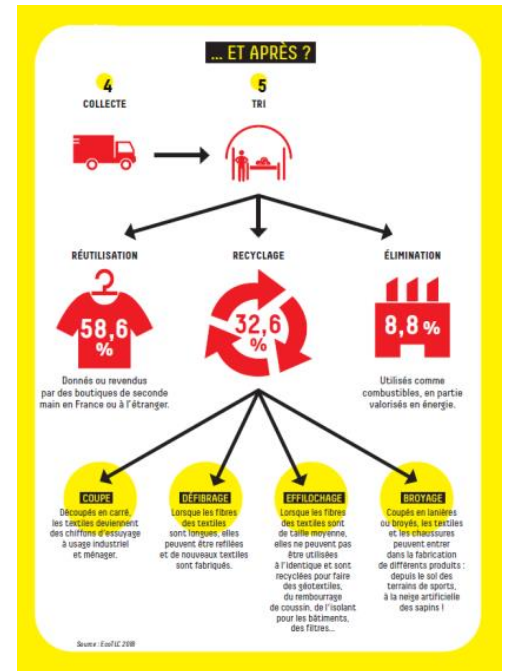 ... ET APRÈS ?
4
COLLECTE
5
TRI
RÉUTILISATION
58,6
%
Donnés ou revendus
par des boutiques de seconde
main en France ou à l'étranger.
RECYCLAGE
32,6
%
ÉLIMINATION
8,8 %
Utilisés comme
combustibles, en partie
valorisés en énergie.
COUPE
Découpés en carré,
les textiles deviennent
des chiffons d'essuyage
à usage industriel
et ménager.
DÉFIBRAGE
Lorsque les fibres
des textiles
sont longues, elles
peuvent être refilées
et de nouveaux textiles
sont fabriqués.
EFFILOCHAGE
Lorsque les fibres
des textiles sont
de taille moyenne,
elles ne peuvent pas
être utilisées
à l'identique et sont
recyclées pour faire
des géotextiles,
du rembourrage
de coussin, de l'isolant
pour les bâtiments,
des filtres...
BROYAGE
Coupés en lanières
ou broyés, les textiles
et les chaussures
peuvent entrer
dans la fabrication
de différents produits :
depuis le sol des
terrains de sports,
à la neige artificielle
des sapins !
Source : EcoTLC 2018